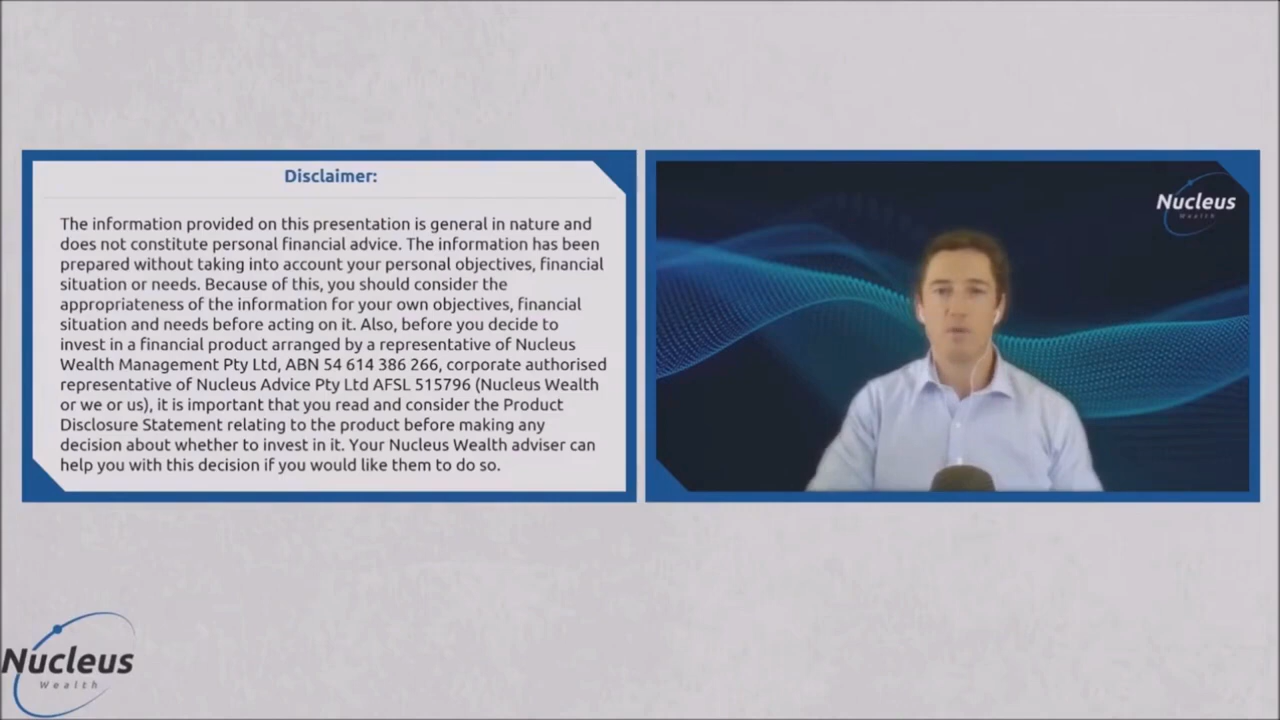 Disclaimer:
The information provided on this presentation is general in nature and
does not constitute personal financial advice. The information has been
prepared without taking into account your personal objectives, financial
situation or needs. Because of this, you should consider the
appropriateness of the information for your own objectives, financial
situation and needs before acting on it. Also, before you decide to
invest in a financial product arranged by a representative of Nucleus
Wealth Management Pty Ltd, ABN 54 614 386 266, corporate authorised
representative of Nucleus Advice Pty Ltd AFSL 515796 (Nucleus Wealth
or we or us), it is important that you read and consider the Product
Disclosure Statement relating to the product before making any
decision about whether to invest in it. Your Nucleus Wealth adviser can
help you with this decision if you would like them to do so.
Nucleus
Wealth
Nucleus
Wealth